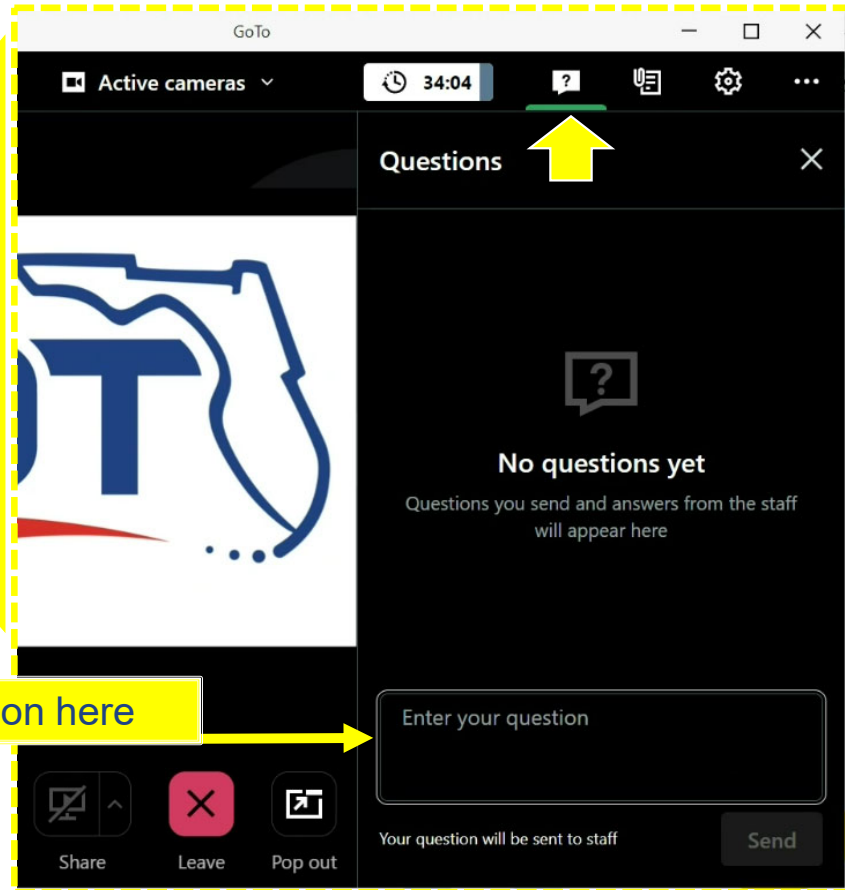 GoTo
Active cameras
34:04
Questions
OT
No questions yet
Questions you send and answers from the staff
will appear here
on here
Enter your question
Your question will be sent to staff
Send
Share
Leave
Pop out